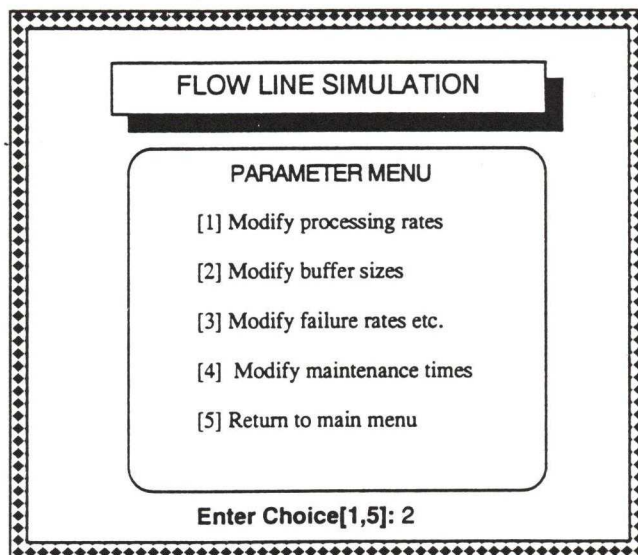 FLOW LINE SIMULATION
PARAMETER MENU
[1] Modify processing rates
[2] Modify buffer sizes
[3] Modify failure rates etc.
[4] Modify maintenance times
[5] Return to main menu
Enter Choice[1,5]: 2